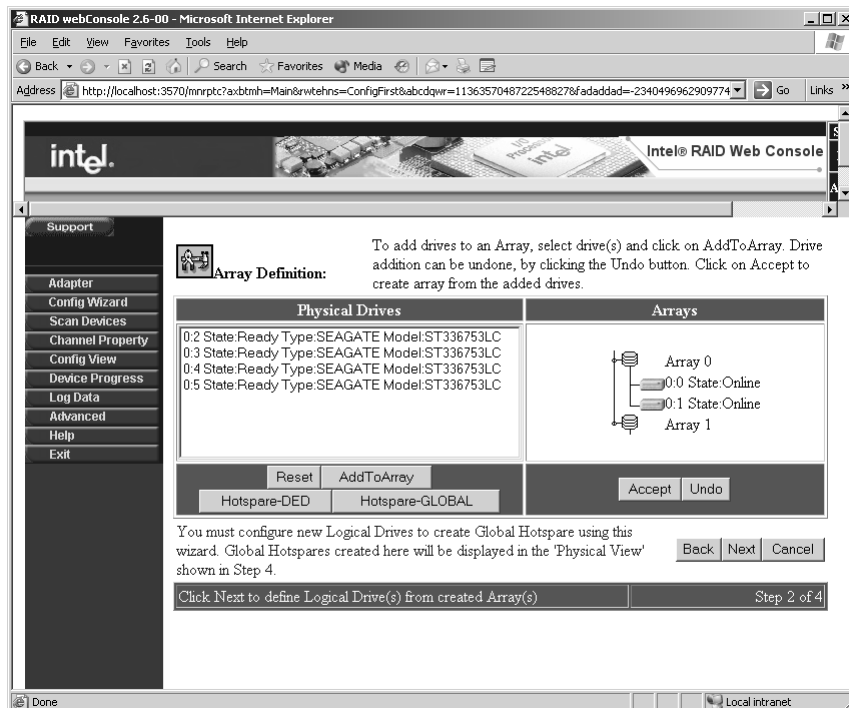 RAID webConsole 2.6-00 - Microsoft Internet Explorer
File Edit View Favorites Tools Help
Back Search Favorites Media
Address http://localhost:3570/mnrptc?axbtmh=Main&rwtehns=ConfigFirst&abcdqwr=11363570487225488278&fadaddad=-2340496962909774 Go Links »
intel.
I/O
Processor
intel
Intel® RAID Web Console
Support
Adapter
Config Wizard
Scan Devices
Channel Property
Config View
Device Progress
Log Data
Advanced
Help
Exit
Array Definition:
To add drives to an Array, select drive(s) and click on AddToArray. Drive
addition can be undone, by clicking the Undo button. Click on Accept to
create array from the added drives.
Physical Drives
0:2 State:Ready Type:SEAGATE Model:ST336753LC
0:3 State:Ready Type:SEAGATE Model:ST336753LC
0:4 State:Ready Type:SEAGATE Model:ST336753LC
0:5 State:Ready Type:SEAGATE Model:ST336753LC
Reset AddToArray
Hotspare-DED Hotspare-GLOBAL
Arrays
Array 0
0:0 State:Online
0:1 State:Online
Array 1
Accept Undo
You must configure new Logical Drives to create Global Hotspare using this
wizard. Global Hotspares created here will be displayed in the 'Physical View'
shown in Step 4.
Back Next Cancel
Click Next to define Logical Drive(s) from created Array(s) Step 2 of 4
Done Local intranet